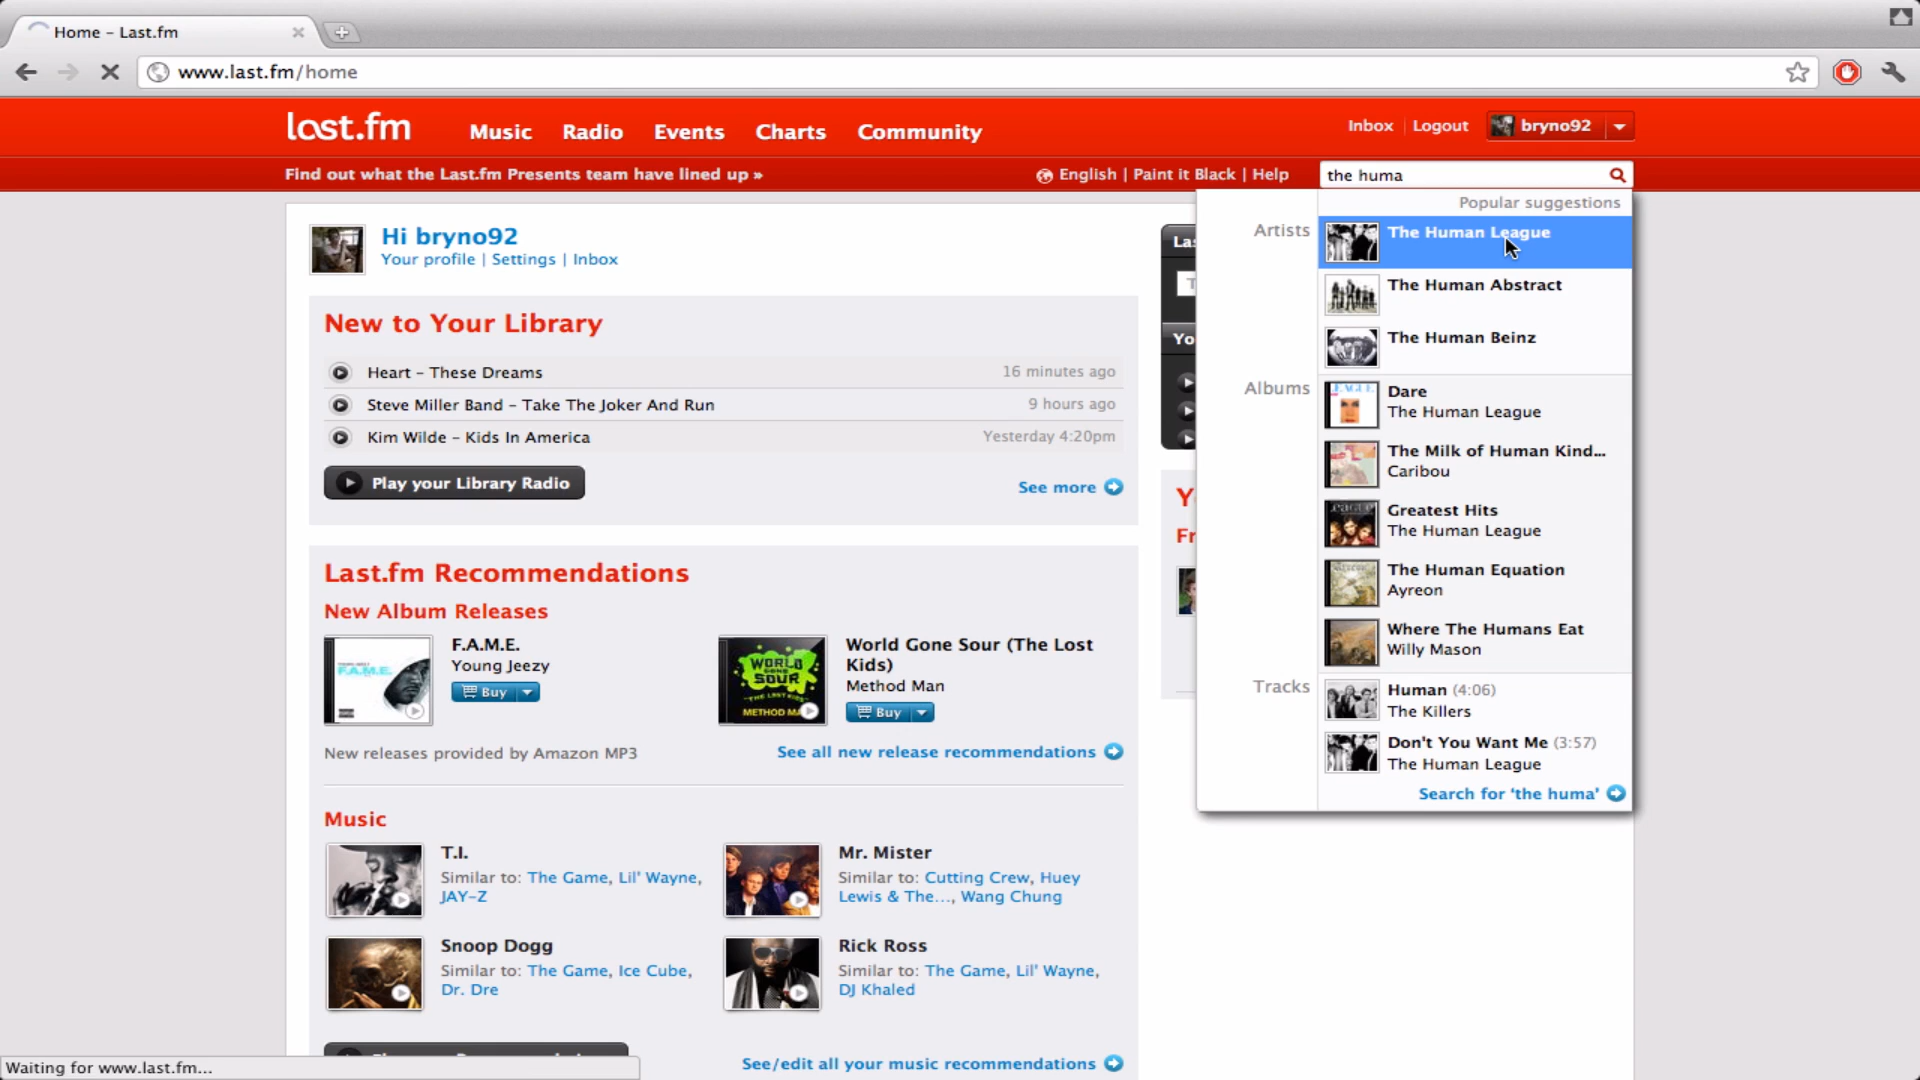 Home – Last.fm
www.last.fm/home
last.fm
Music
Radio
Events
Charts
Community
Inbox
Logout
bryno92
Find out what the Last.fm Presents team have lined up »
English | Paint it Black | Help
the huma
Popular suggestions
Artists
The Human League
The Human Abstract
The Human Beinz
Albums
Dare
The Human League
The Milk of Human Kind...
Caribou
Greatest Hits
The Human League
The Human Equation
Ayreon
Where The Humans Eat
Willy Mason
Tracks
Human (4:06)
The Killers
Don't You Want Me (3:57)
The Human League
Search for ‘the huma’
Hi bryno92
Your profile | Settings | Inbox
New to Your Library
Heart – These Dreams
16 minutes ago
Steve Miller Band – Take The Joker And Run
9 hours ago
Kim Wilde – Kids In America
Yesterday 4:20pm
Play your Library Radio
See more
Last.fm Recommendations
New Album Releases
F.A.M.E.
Young Jeezy
Buy
World Gone Sour (The Lost
Kids)
Method Man
Buy
New releases provided by Amazon MP3
See all new release recommendations
Music
T.I.
Similar to: The Game, Lil' Wayne,
JAY-Z
Mr. Mister
Similar to: Cutting Crew, Huey
Lewis & The..., Wang Chung
Snoop Dogg
Similar to: The Game, Ice Cube,
Dr. Dre
Rick Ross
Similar to: The Game, Lil' Wayne,
DJ Khaled
See/edit all your music recommendations
Waiting for www.last.fm...